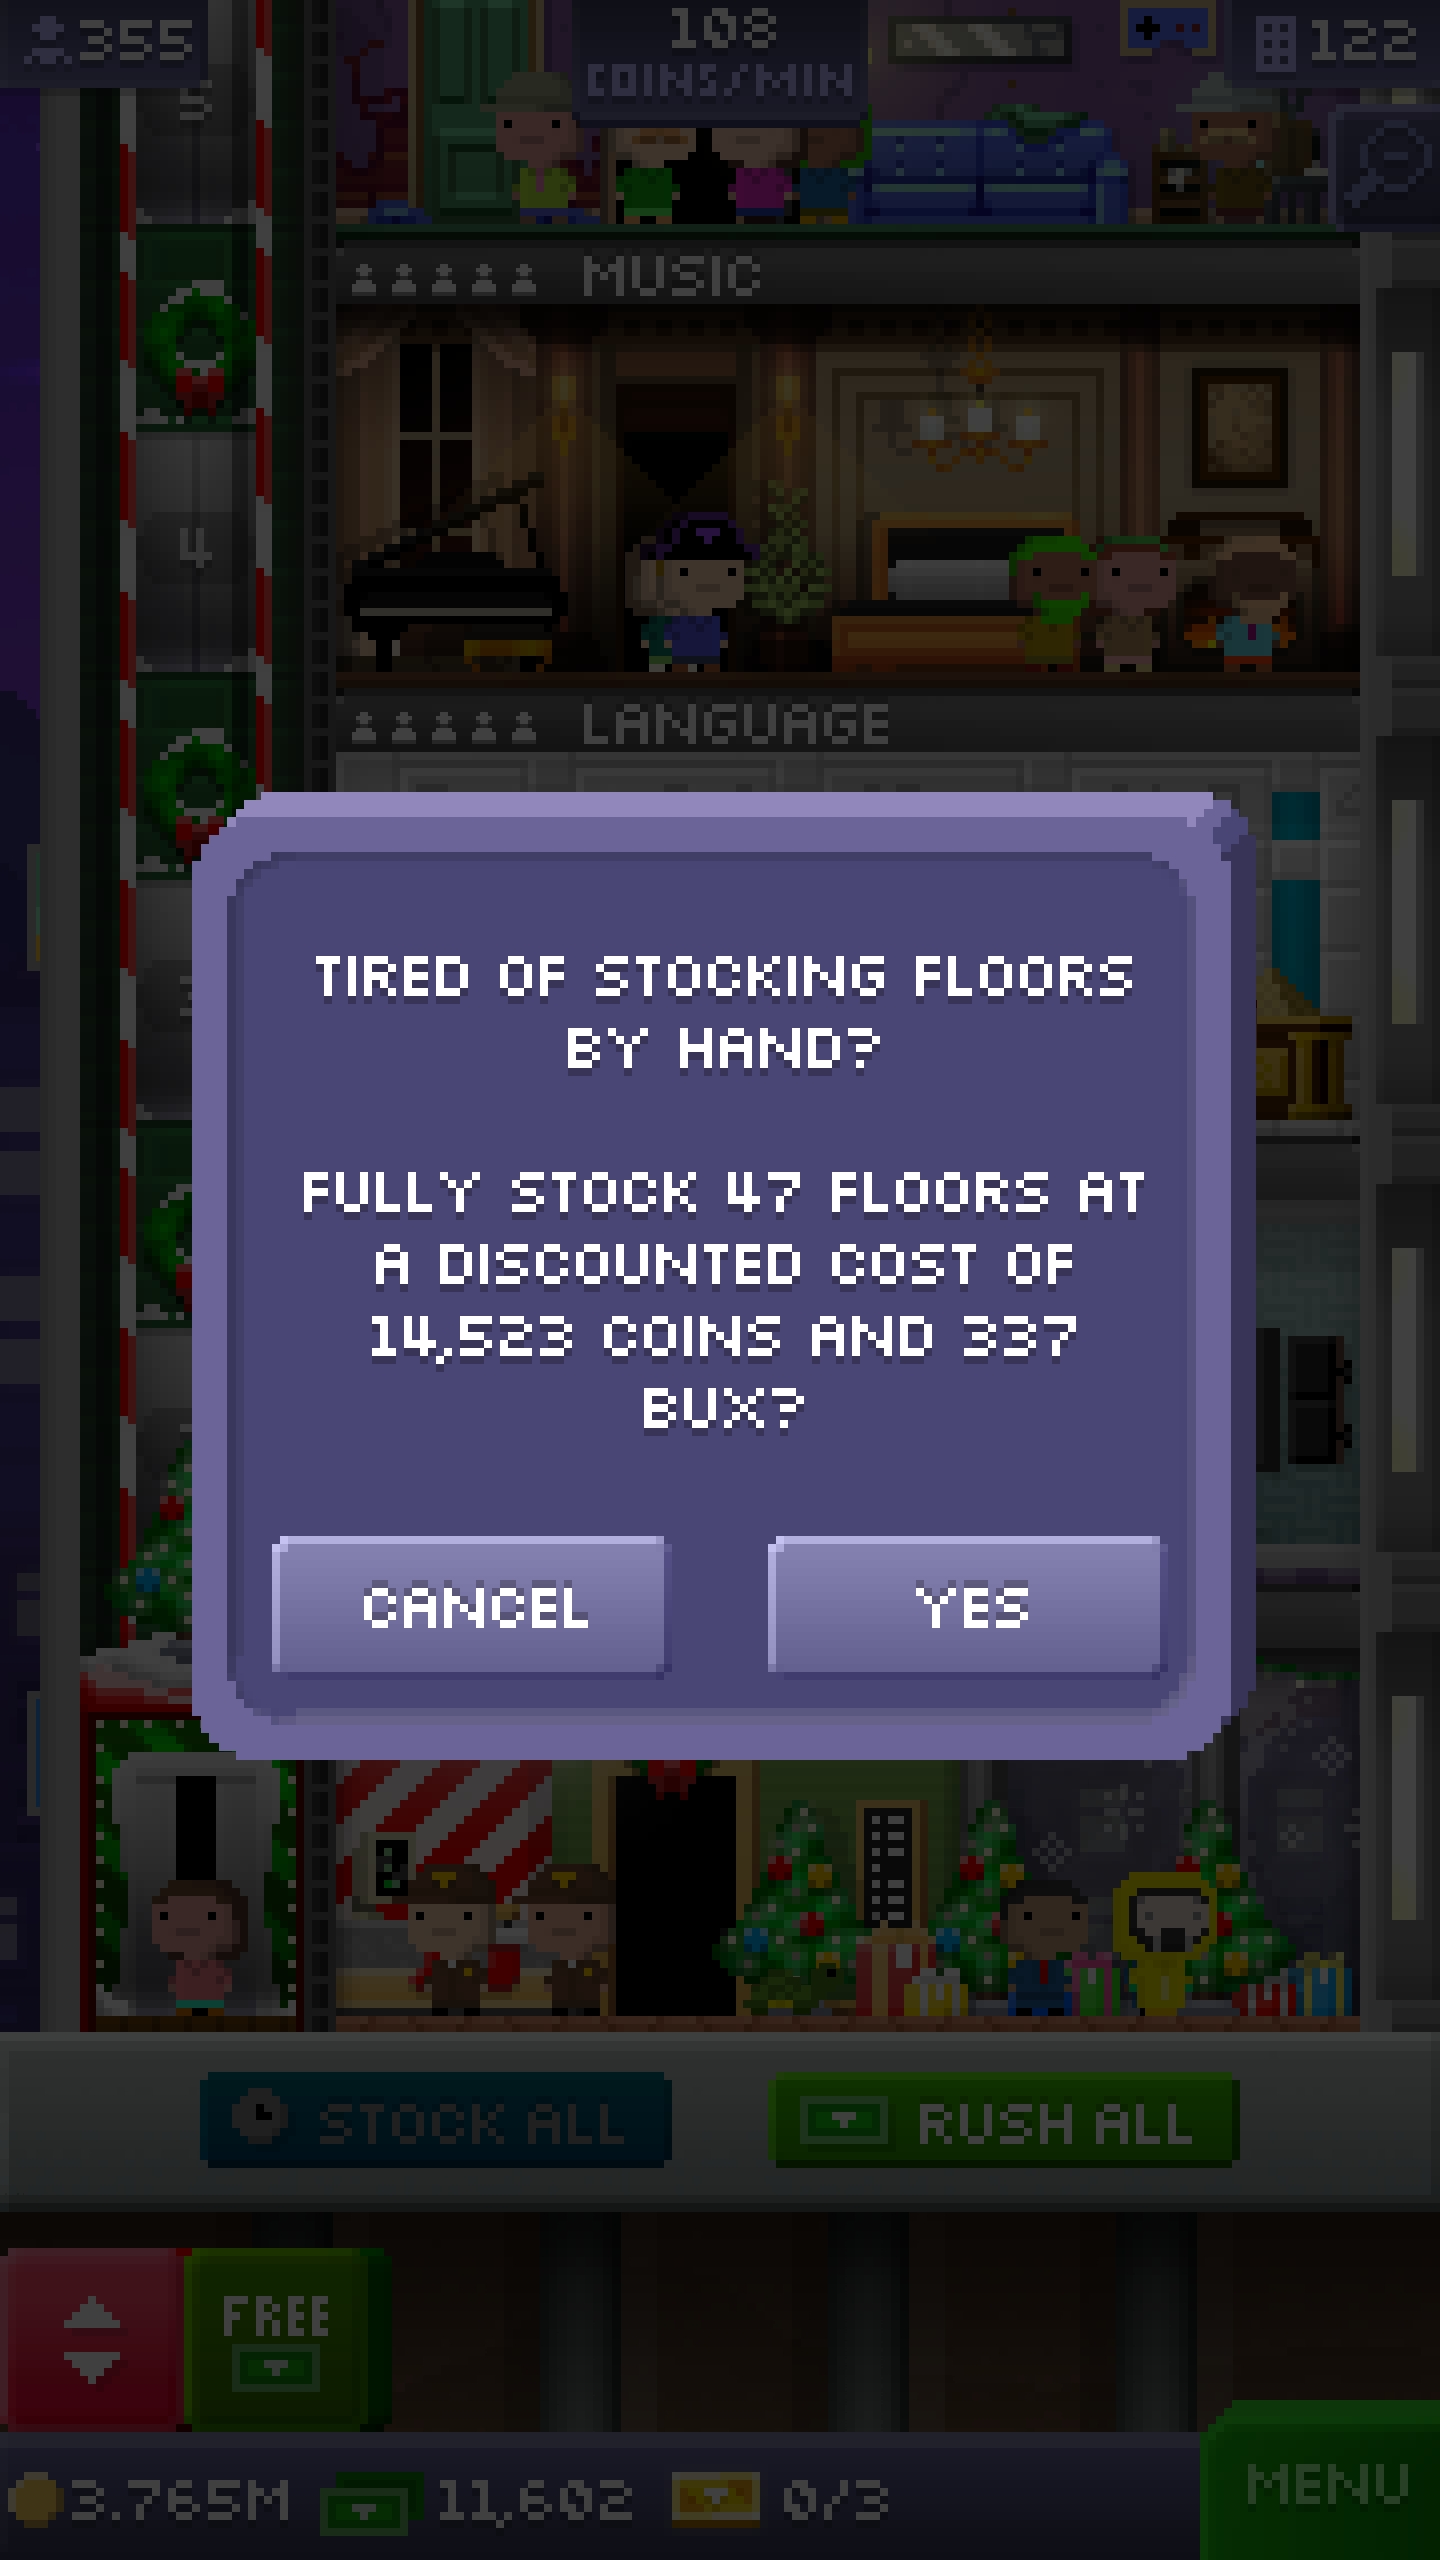 355
108
COINS/MIN
122
5
MUSIC
4
LANGUAGE
TIRED OF STOCKING FLOORS
BY HAND?
FULLY STOCK 47 FLOORS AT
A DISCOUNTED COST OF
14,523 COINS AND 337
BUX?
CANCEL
YES
STOCK ALL
RUSH ALL
FREE
3.765M
11,602
0/3
MENU